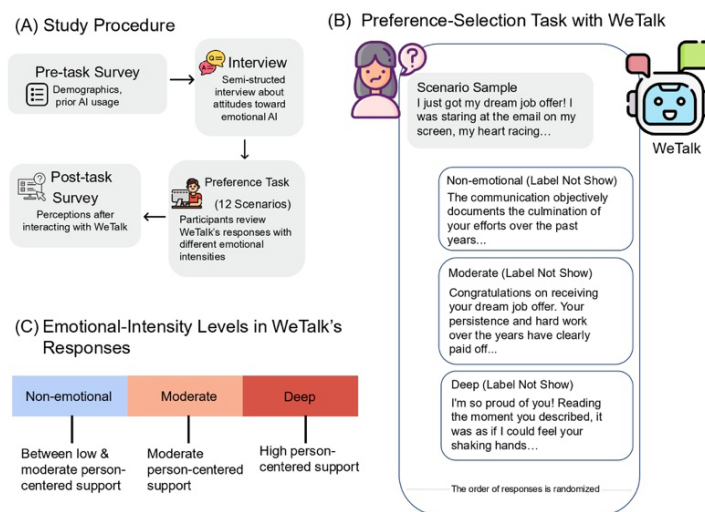 (A) Study Procedure
Pre-task Survey
Demographics,
prior AI usage
Q=
A=
Interview
Semi-structed
interview about
attitudes toward
emotional AI
Preference Task
(12 Scenarios)
Participants review
WeTalk's responses with
different emotional
intensities
Post-task
Survey
Perceptions after
interacting with WeTalk
(B) Preference-Selection Task with WeTalk
?
Scenario Sample
I just got my dream job offer! I
was staring at the email on my
screen, my heart racing…
WeTalk
Non-emotional (Label Not Show)
The communication objectively
documents the culmination of
your efforts over the past
years...
Moderate (Label Not Show)
Congratulations on receiving
your dream job offer. Your
persistence and hard work
over the years have clearly
paid off...
Deep (Label Not Show)
I'm so proud of you! Reading
the moment you described, it
was as if I could feel your
shaking hands…
The order of responses is randomized
(C) Emotional-Intensity Levels in WeTalk's
Responses
Non-emotional
Moderate
Deep
Between low &
moderate person-
centered support
Moderate
person-centered
support
High person-
centered support